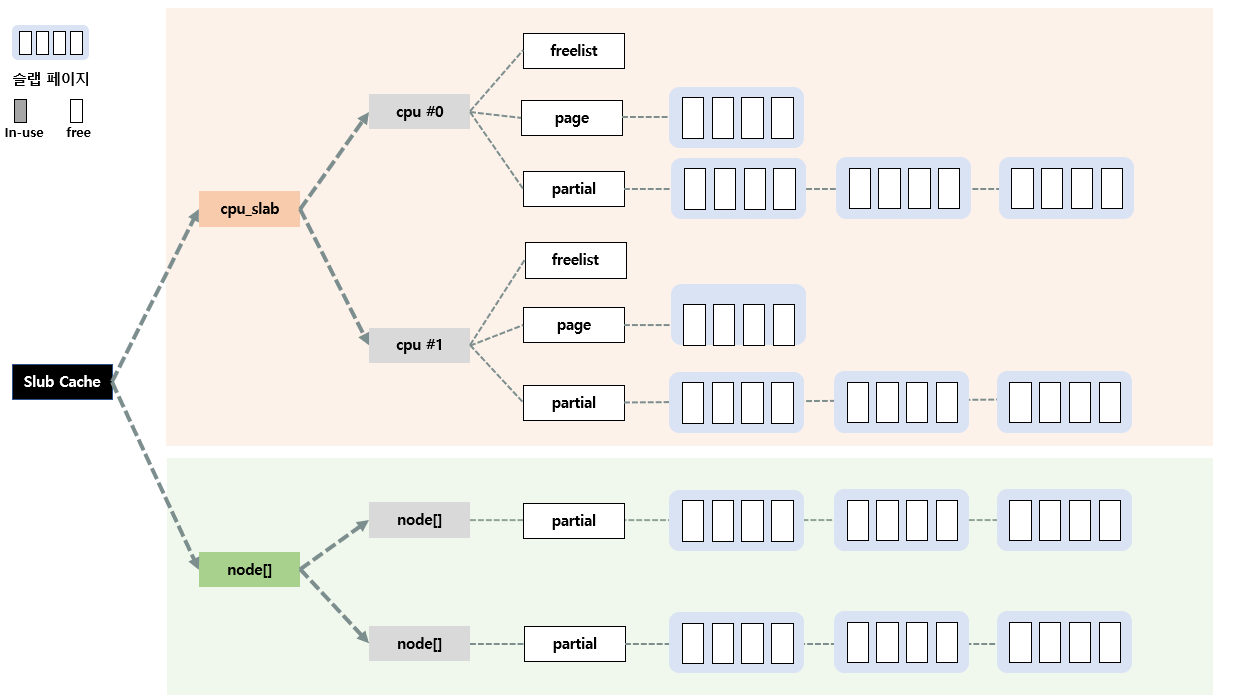 슬랩 페이지
In-use free
Slub Cache
cpu_slab
cpu #0
freelist
page
partial
cpu #1
freelist
page
partial
node[]
node[]
partial
node[]
partial